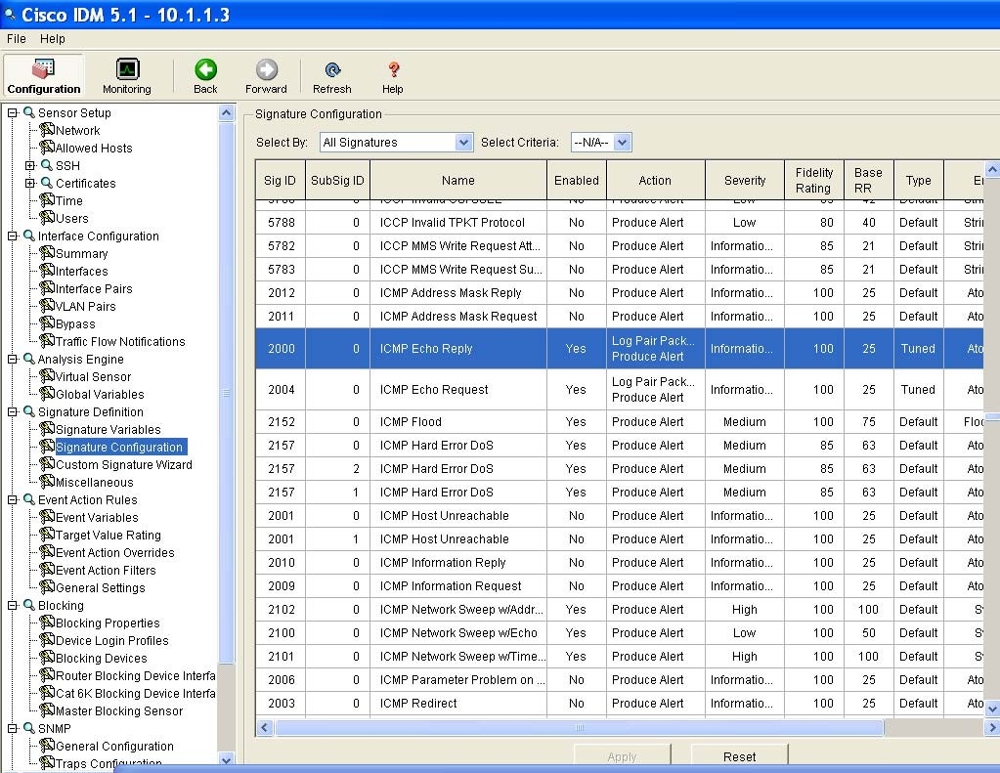 Cisco IDM 5.1 - 10.1.1.3
File Help
Configuration Monitoring Back Forward Refresh Help
Sensor Setup
Network
Allowed Hosts
SSH
Certificates
Time
Users
Interface Configuration
Summary
Interfaces
Interface Pairs
VLAN Pairs
Bypass
Traffic Flow Notifications
Analysis Engine
Virtual Sensor
Global Variables
Signature Definition
Signature Variables
Signature Configuration
Custom Signature Wizard
Miscellaneous
Event Action Rules
Event Variables
Target Value Rating
Event Action Overrides
Event Action Filters
General Settings
Blocking
Blocking Properties
Device Login Profiles
Blocking Devices
Router Blocking Device Interfa
Cat 6K Blocking Device Interfa
Master Blocking Sensor
SNMP
General Configuration
Traps Configuration
Signature Configuration
Select By: All Signatures Select Criteria: --N/A--
Sig ID SubSig ID Name Enabled Action Severity Fidelity Rating Base RR Type
5788 0 ICCP Invalid TPKT Protocol No Produce Alert Low 80 40 Default Strin
5782 0 ICCP MMS Write Request Att... No Produce Alert Informatio... 85 21 Default Strin
5783 0 ICCP MMS Write Request Su... No Produce Alert Informatio... 85 21 Default Strin
2012 0 ICMP Address Mask Reply No Produce Alert Informatio... 100 25 Default Ato
2011 0 ICMP Address Mask Request No Produce Alert Informatio... 100 25 Default Ato
2000 0 ICMP Echo Reply Yes Log Pair Pack... Produce Alert Informatio... 100 25 Tuned Ato
2004 0 ICMP Echo Request Yes Log Pair Pack... Produce Alert Informatio... 100 25 Tuned Ato
2152 0 ICMP Flood Yes Produce Alert Medium 100 75 Default Floo
2157 0 ICMP Hard Error DoS Yes Produce Alert Medium 85 63 Default Ato
2157 2 ICMP Hard Error DoS Yes Produce Alert Medium 85 63 Default Ato
2157 1 ICMP Hard Error DoS Yes Produce Alert Medium 85 63 Default Ato
2001 0 ICMP Host Unreachable No Produce Alert Informatio... 100 25 Default Ato
2001 1 ICMP Host Unreachable No Produce Alert Informatio... 100 25 Default Ato
2010 0 ICMP Information Reply No Produce Alert Informatio... 100 25 Default Ato
2009 0 ICMP Information Request No Produce Alert Informatio... 100 25 Default Ato
2102 0 ICMP Network Sweep w/Addr... Yes Produce Alert High 100 100 Default S
2100 0 ICMP Network Sweep w/Echo Yes Produce Alert Low 100 50 Default S
2101 0 ICMP Network Sweep w/Time... Yes Produce Alert High 100 100 Default S
2006 0 ICMP Parameter Problem on ... No Produce Alert Informatio... 100 25 Default Ato
2003 0 ICMP Redirect No Produce Alert Informatio... 100 25 Default Ato
Apply Reset